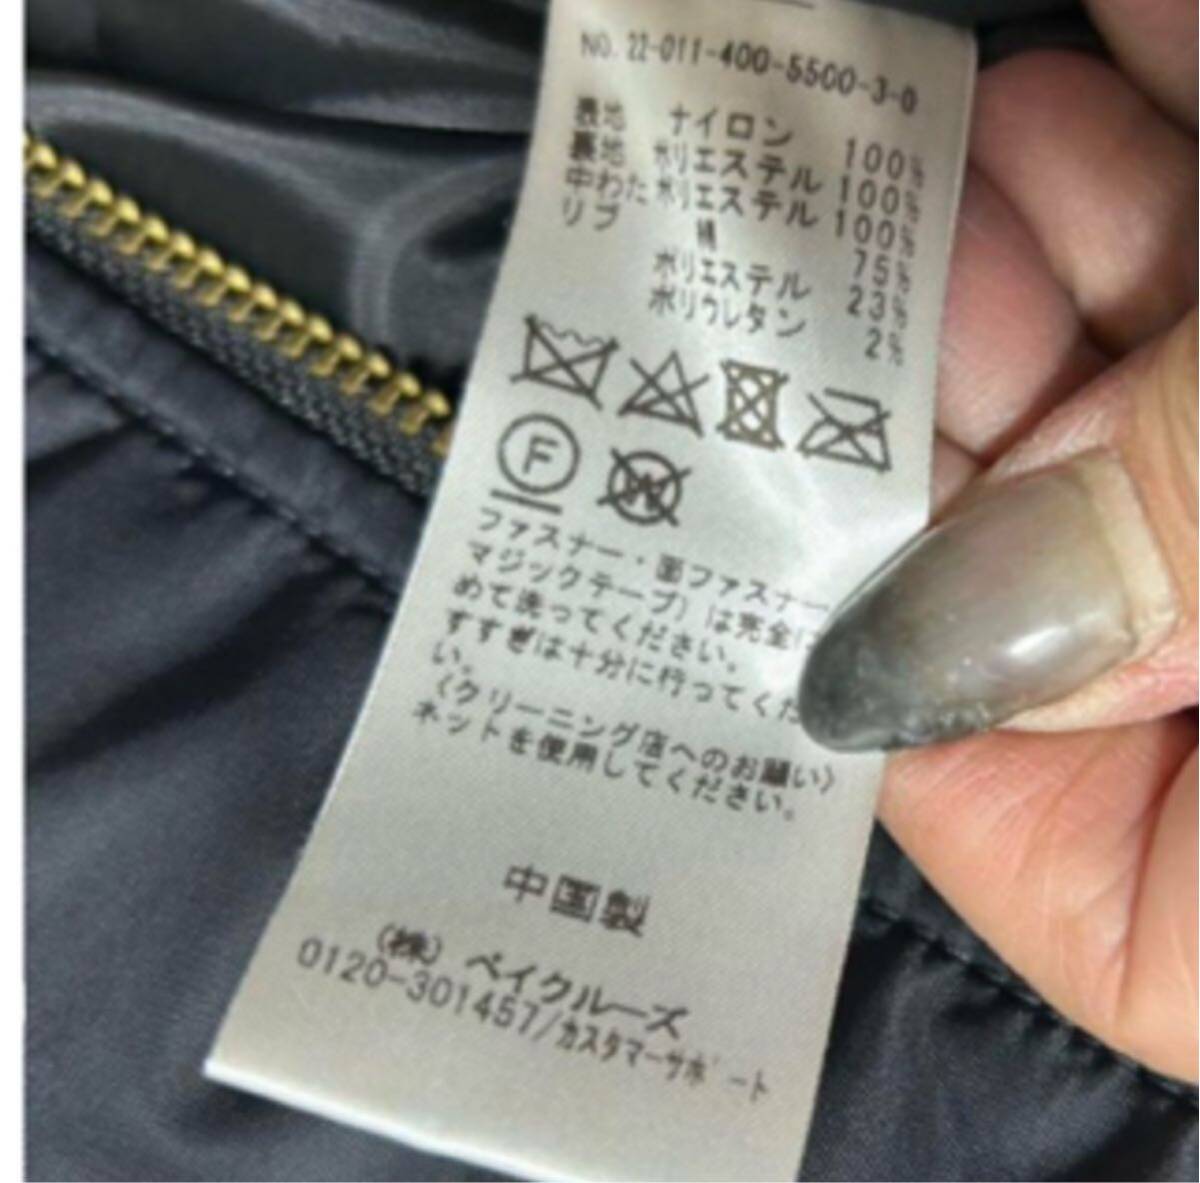 NO. 22-011-400-5500-3-0
表地 ナイロン 100%
裏地 ポリエステル 100%
中わた ポリエステル 100%
リブ 綿 75%
ポリエステル 23%
ポリウレタン 2%
F
W
ファスナー・面ファスナー
マジックテープ)は完全に
めて洗ってください。
すすぎは十分に行ってくだ
い。
〈クリーニング店へのお願い〉
ネットを使用してください。
中国製
(株) ベイクルーズ
0120-301457/カスタマーサポート